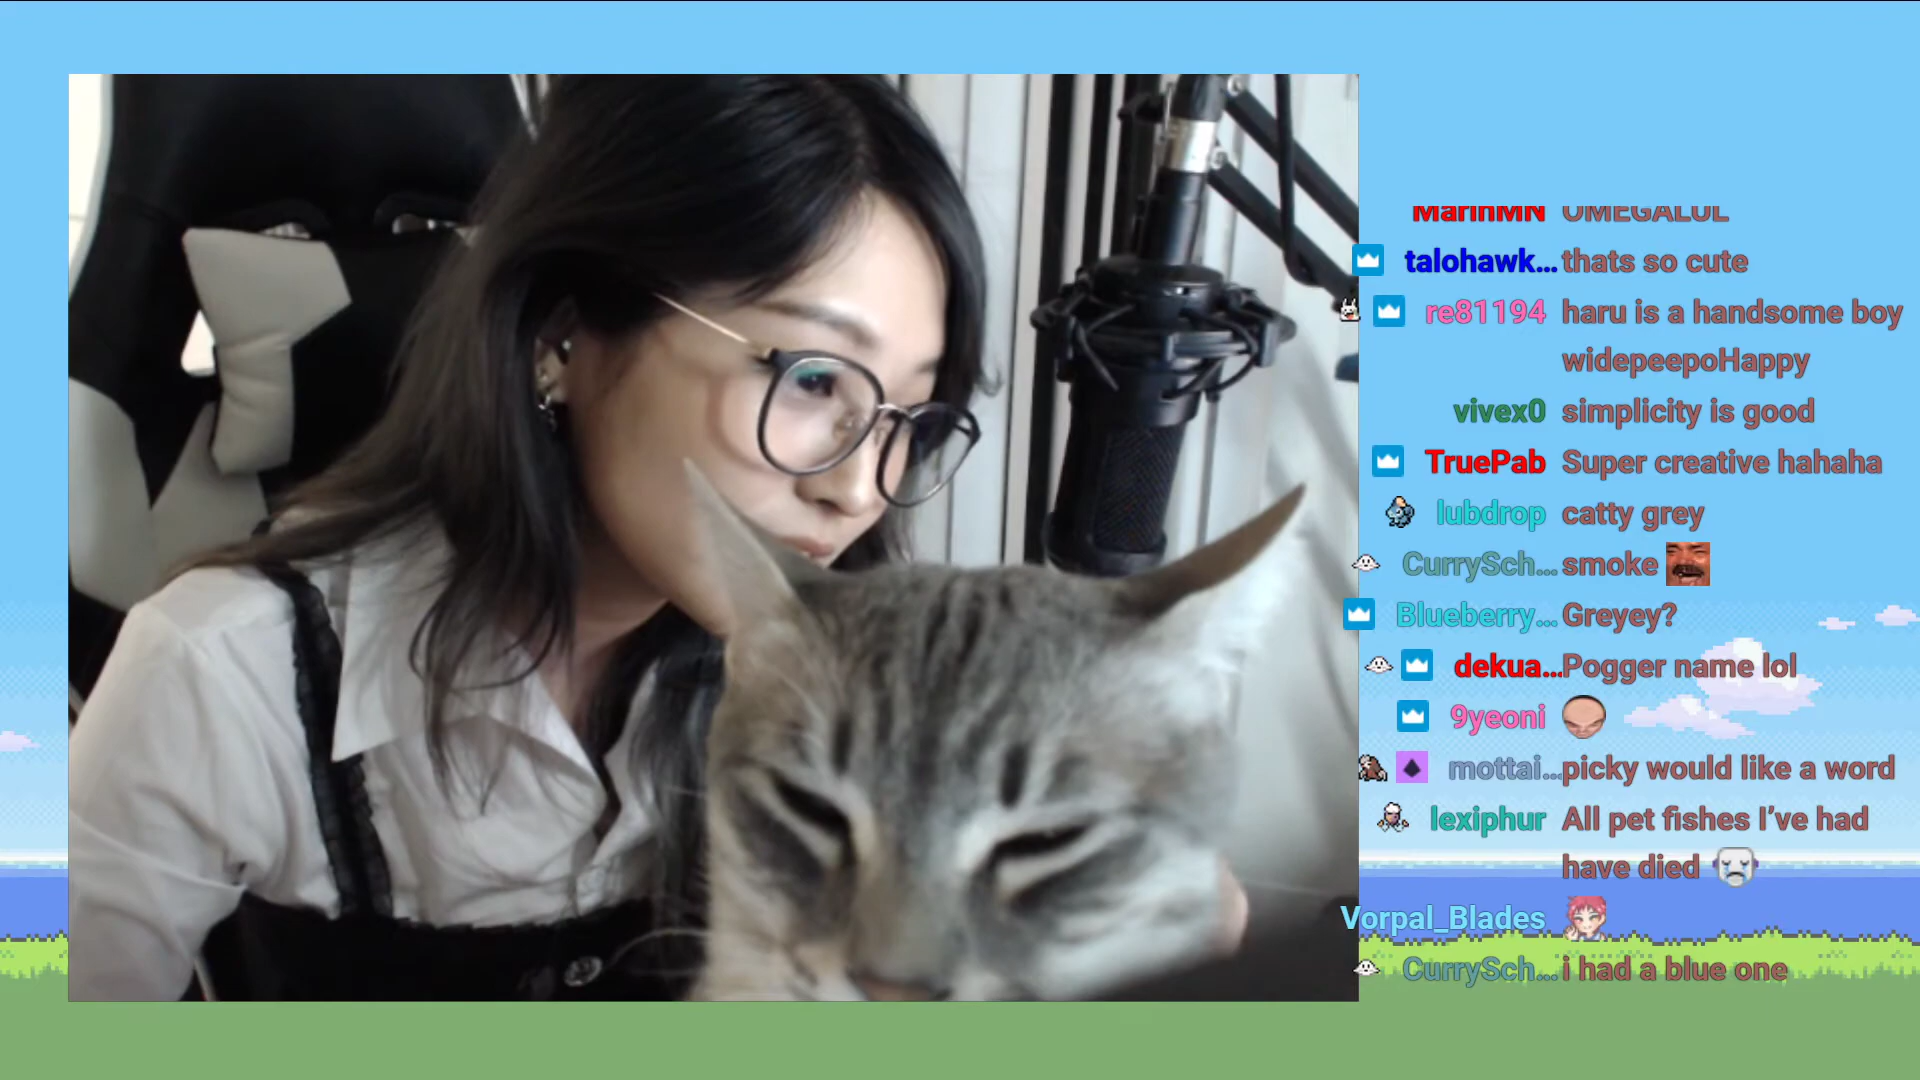 MarinMN OMEGALUL
talohawk... thats so cute
re81194 haru is a handsome boy
widepeepoHappy
vivex0 simplicity is good
TruePab Super creative hahaha
lubdrop catty grey
CurrySch... smoke
Blueberry... Greyey?
dekua... Pogger name lol
9yeoni
mottai... picky would like a word
lexiphur All pet fishes I’ve had
have died
Vorpal_Blades
CurrySch... i had a blue one